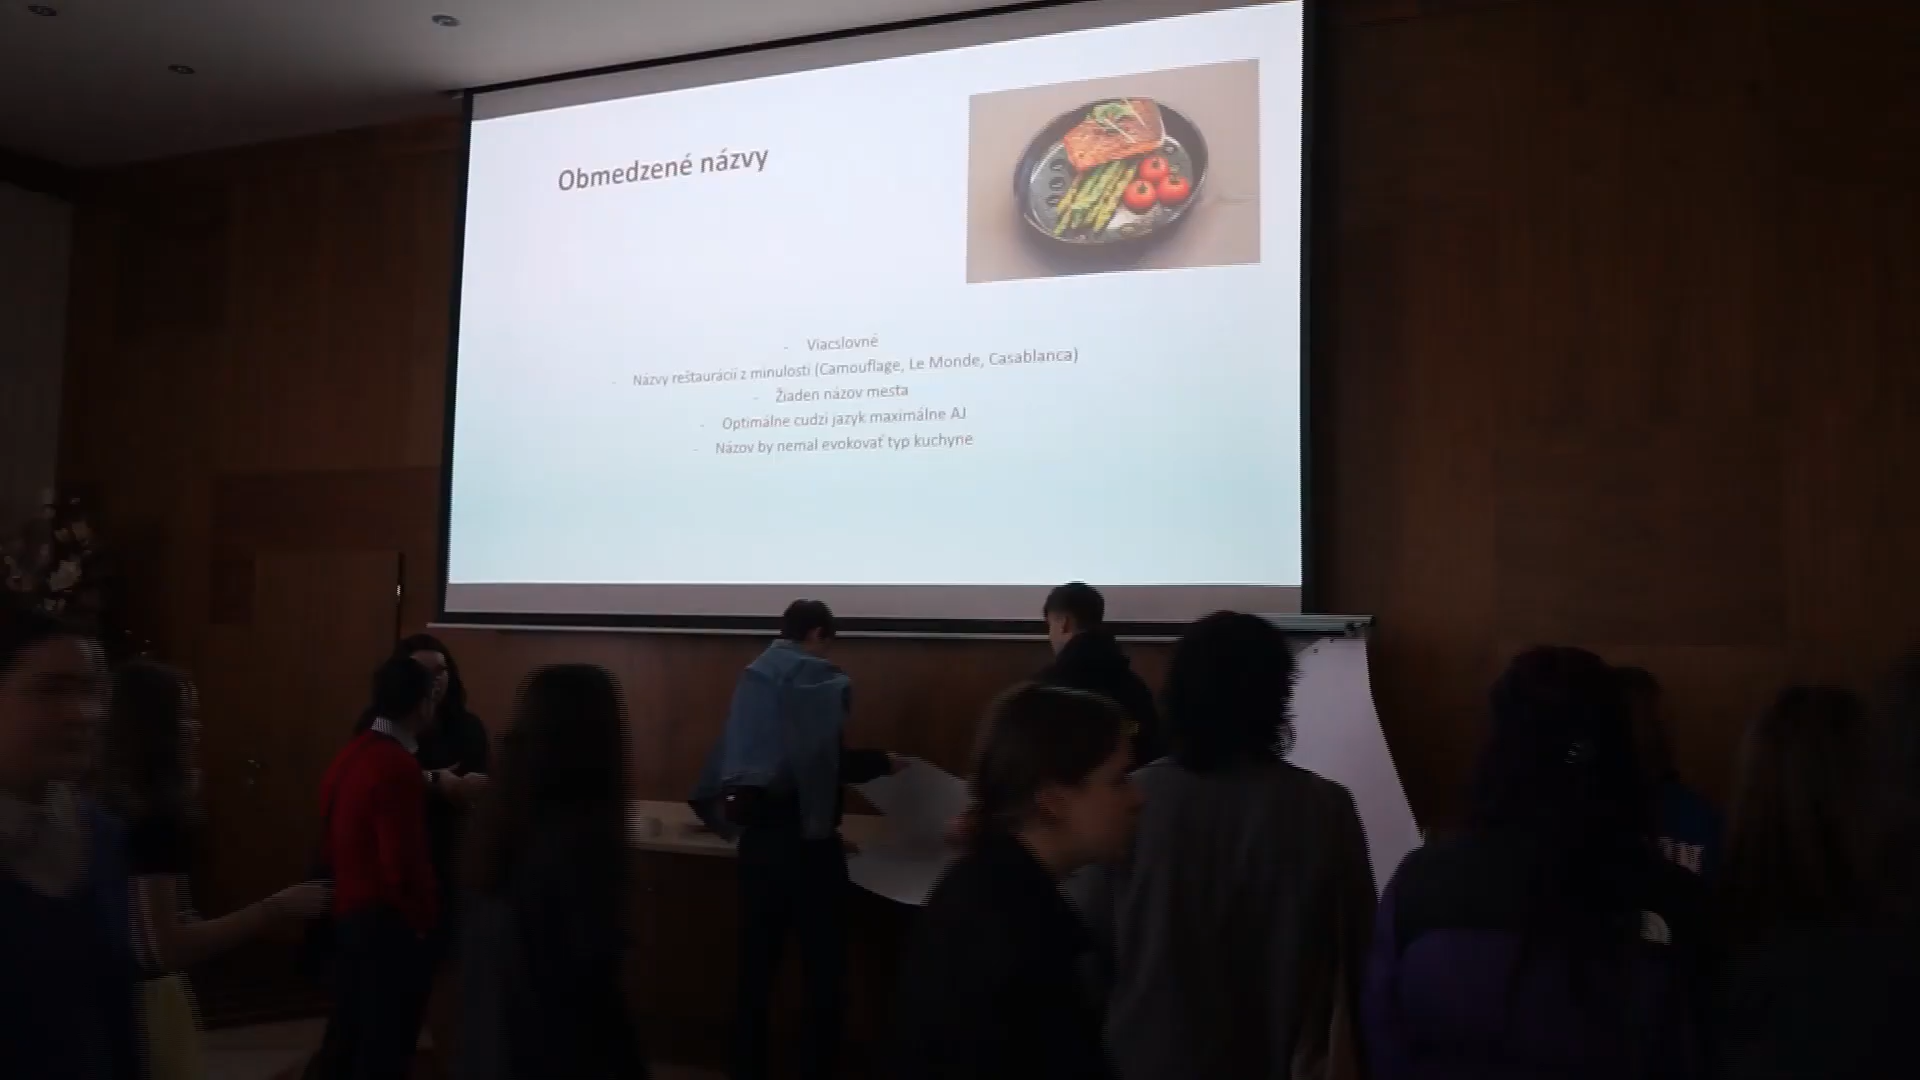 Obmedzené názvy
- Viacslovné
- Názvy reštaurácií z minulosti (Camouflage, Le Monde, Casablanca)
- Žiaden názov mesta
- Optimálne cudzí jazyk maximálne AJ
- Názov by nemal evokovať typ kuchyne